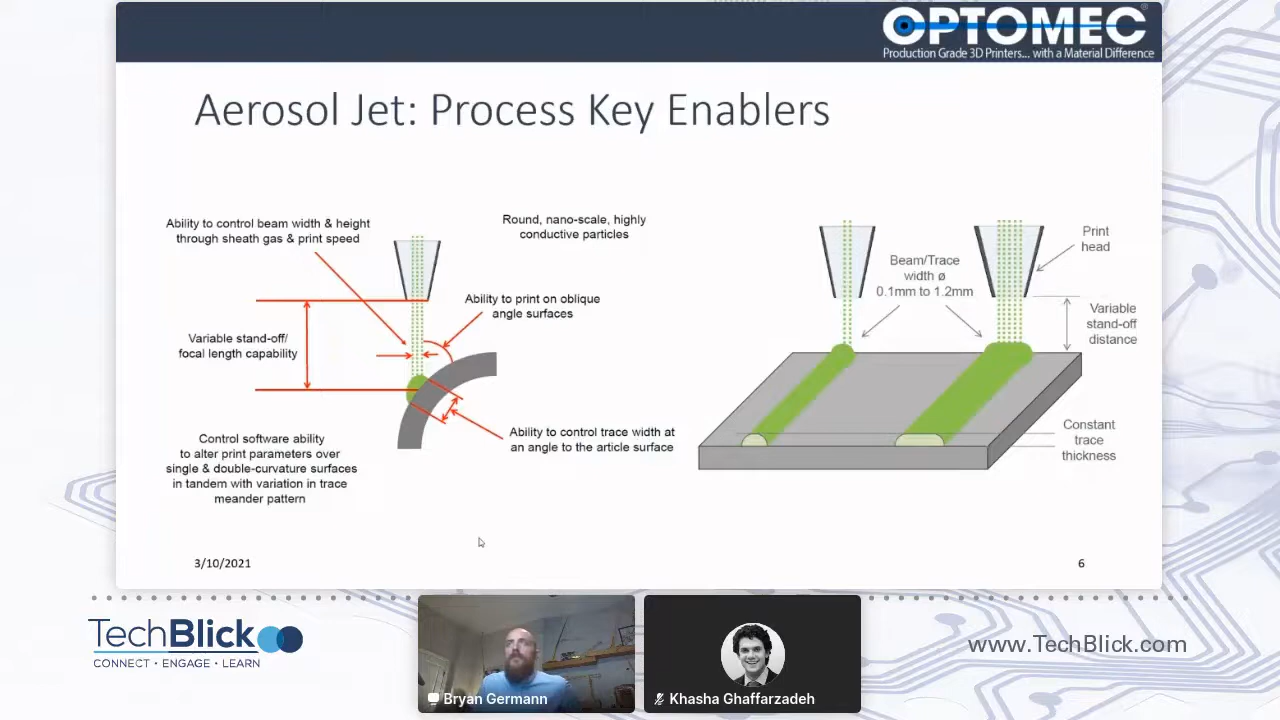 OPTOMEC®
Production Grade 3D Printers... with a Material Difference
Aerosol Jet: Process Key Enablers
Ability to control beam width & height
through sheath gas & print speed
Round, nano-scale, highly
conductive particles
Ability to print on oblique
angle surfaces
Variable stand-off/
focal length capability
Ability to control trace width at
an angle to the article surface
Control software ability
to alter print parameters over
single & double-curvature surfaces
in tandem with variation in trace
meander pattern
Print
head
Beam/Trace
width ø
0.1mm to 1.2mm
Variable
stand-off
distance
Constant
trace
thickness
3/10/2021
6
TechBlick
CONNECT • ENGAGE • LEARN
Bryan Germann
Khasha Ghaffarzadeh
www.TechBlick.com